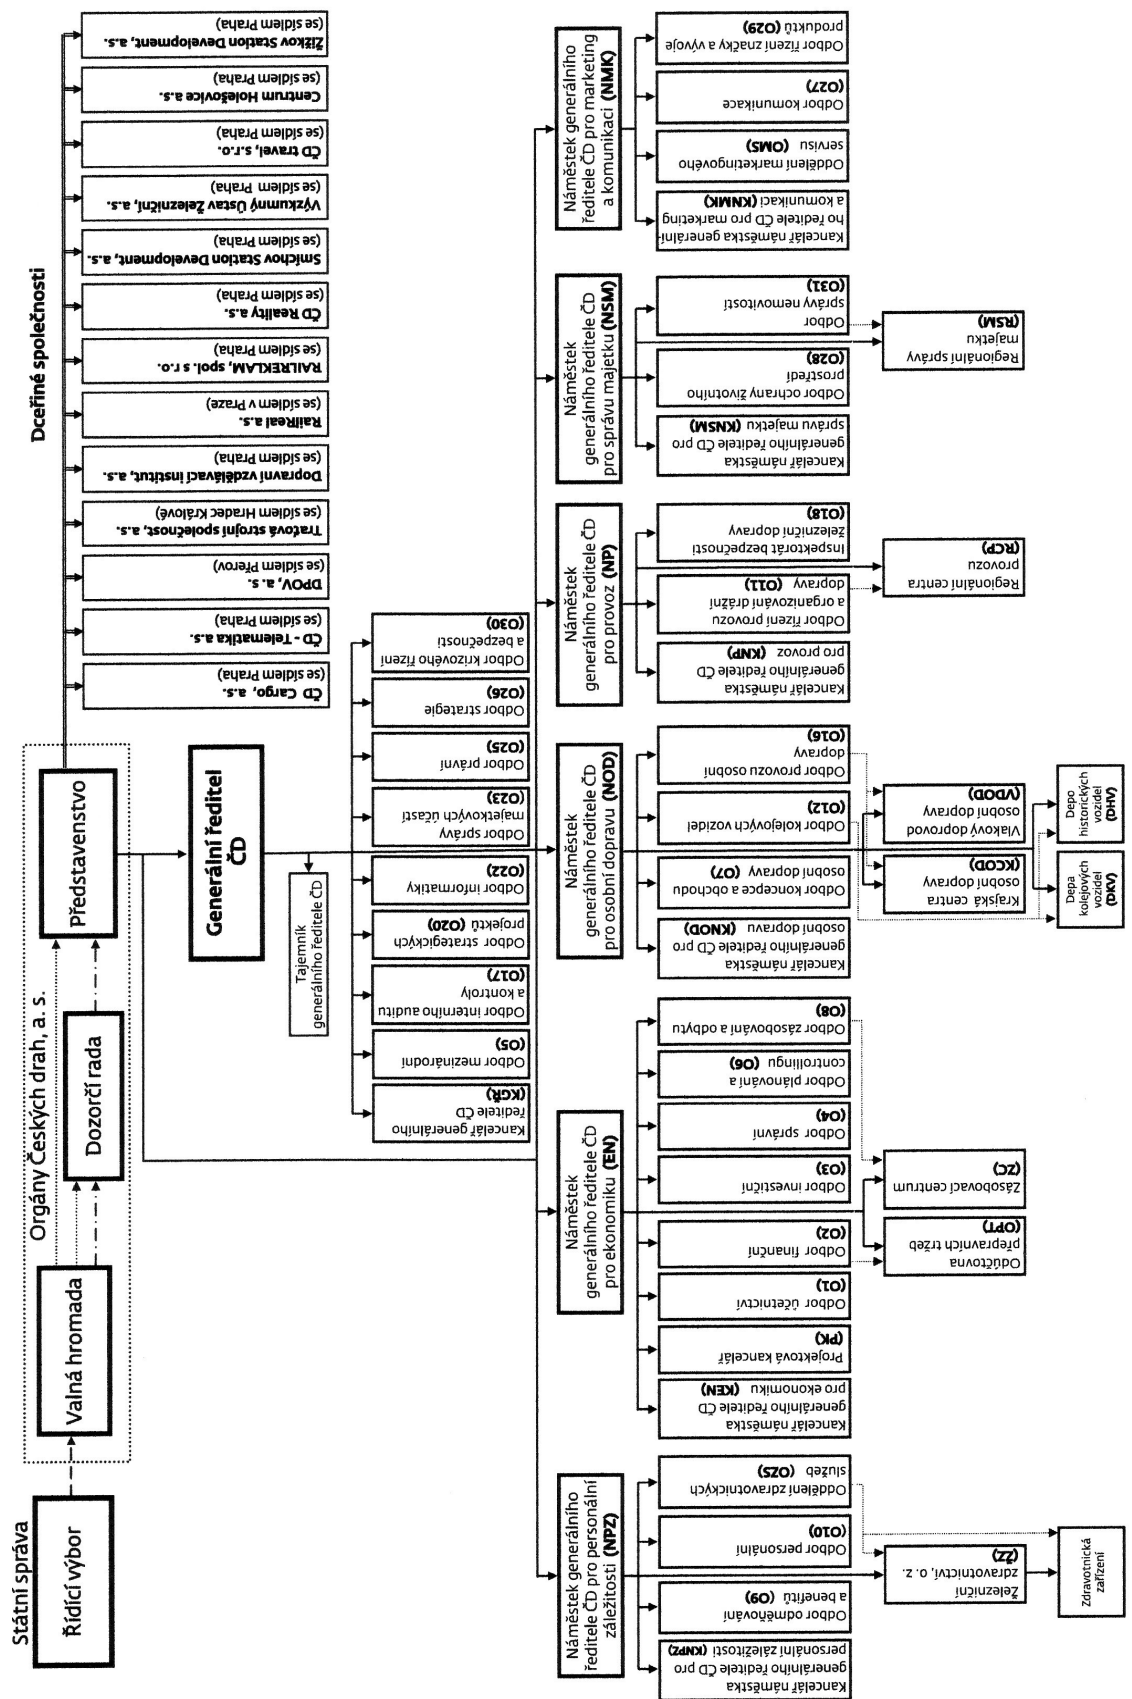 Státní správa
Řídící výbor
Orgány Českých drah, a. s.
Valná hromada
Dozorčí rada
Představenstvo
Dceřiné společnosti
ČD Cargo, a.s.
(se sídlem Praha)
ČD - Telematika a.s.
(se sídlem Praha)
DPOV, a. s.
(se sídlem Přerov)
Traťová strojní společnost, a.s.
(se sídlem Hradec Králové)
Dopravní vzdělávací institut, a.s.
(se sídlem Praha)
RailReal a.s.
(se sídlem v Praze)
RAILREKLAM, spol. s r.o.
(se sídlem Praha)
ČD Reality a.s.
(se sídlem Praha)
Smíchov Station Development, a.s.
(se sídlem Praha)
Výzkumný Ústav Železniční, a.s.
(se sídlem Praha)
ČD travel, s.r.o.
(se sídlem Praha)
Centrum Holešovice a.s.
(se sídlem Praha)
Žižkov Station Development, a.s.
(se sídlem Praha)
Generální ředitel
ČD
Tajemník
generálního ředitele ČD
Kancelář generálního
ředitele ČD
(KGŘ)
Odbor mezinárodní
(O5)
Odbor interního auditu
a kontroly
(O17)
Odbor strategických
projektů (O20)
Odbor informatiky
(O22)
Odbor správy
majetkových účastí
(O23)
Odbor právní
(O25)
Odbor strategie
(O26)
Odbor krizového řízení
a bezpečnosti
(O30)
Náměstek generálního
ředitele ČD pro personální
záležitosti (NPZ)
Náměstek
generálního ředitele ČD
pro ekonomiku (EN)
Náměstek
generálního ředitele ČD
pro osobní dopravu (NOD)
Náměstek
generálního ředitele ČD
pro provoz (NP)
Náměstek
generálního ředitele ČD
pro správu majetku (NSM)
Náměstek generálního
ředitele ČD pro marketing
a komunikaci (NMK)
Kancelář náměstka
generálního ředitele ČD pro
personální záležitosti (KNPZ)
Odbor odměňování
a benefitů (O9)
Odbor personální
(O10)
Oddělení zdravotnických
služeb (OZS)
Kancelář náměstka
generálního ředitele ČD
pro ekonomiku (KEN)
Projektová kancelář
(PK)
Odbor účetnictví
(O1)
Odbor finanční
(O2)
Odbor investiční
(O3)
Odbor správní
(O4)
Odbor plánování a
controllingu (O6)
Odbor zásobování a odbytu
(O8)
Kancelář náměstka
generálního ředitele ČD pro
osobní dopravu (KNOD)
Odbor koncepce a obchodu
osobní dopravy (O7)
Odbor kolejových vozidel
(O12)
Odbor provozu osobní
dopravy
(O16)
Kancelář náměstka
generálního ředitele ČD
pro provoz (KNP)
Odbor řízení provozu
a organizování drážní
dopravy (O11)
Inspektorát bezpečnosti
železniční dopravy
(O18)
Kancelář náměstka
generálního ředitele ČD pro
správu majetku (KNSM)
Odbor ochrany životního
prostředí
(O28)
Odbor
správy nemovitostí
(O31)
Kancelář náměstka generální-
ho ředitele ČD pro marketing
a komunikaci (KNMK)
Oddělení marketingového
servisu (OMS)
Odbor komunikace
(O27)
Odbor řízení značky a vývoje
produktů (O29)
Železniční
zdravotnictví, o. z.
(ŽZ)
Odúčtovna
přepravních tržeb
(OPT)
Zásobovací centrum
(ZC)
Krajská centra
osobní dopravy
(KCOD)
Vlakový doprovod
osobní dopravy
(VDOD)
Regionální centra
provozu
(RCP)
Regionální správy
majetku
(RSM)
Zdravotnická
zařízení
Depa
kolejových
vozidel
(DKV)
Depo
historických
vozidel
(DHV)